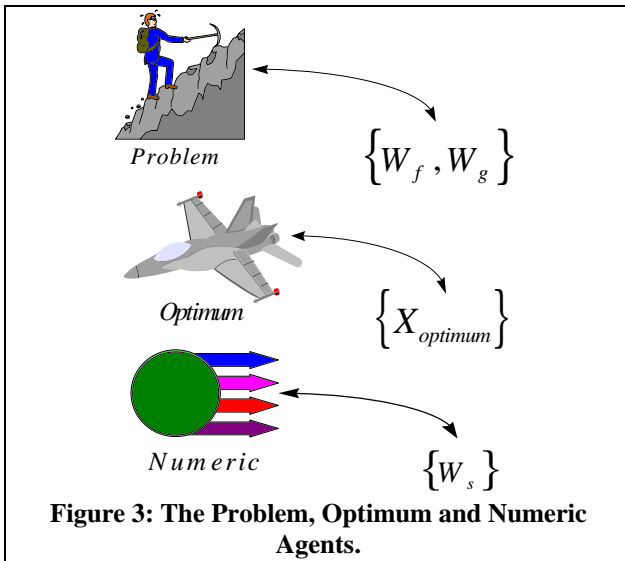 Problem
{W_f , W_g}
Optimum
{X_optimum}
Numeric
{W_s}
Figure 3: The Problem, Optimum and Numeric
Agents.